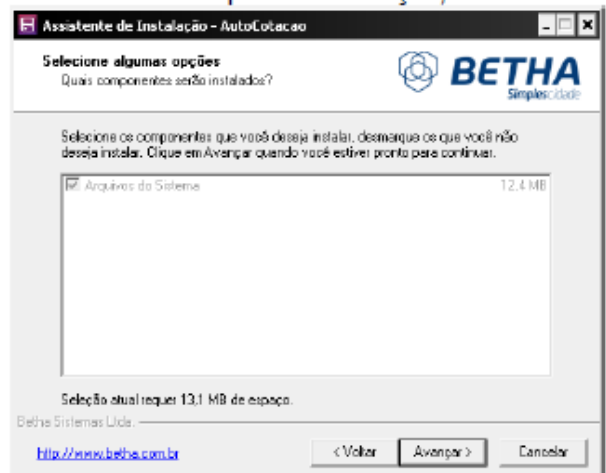 Assistente de Instalação - AutoCotacao
Selecione algumas opções
Quais componentes serão instalados?
BETHA
Simplescidade
Selecione os componentes que você deseja instalar, desmarque os que você não
deseja instalar. Clique em Avançar quando você estiver pronto para continuar.
Arquivos do Sistema 12,4 MB
Seleção atual requer 13,1 MB de espaço.
Betha Sistemas Ltda.
http://www.betha.com.br < Voltar Avançar > Cancelar